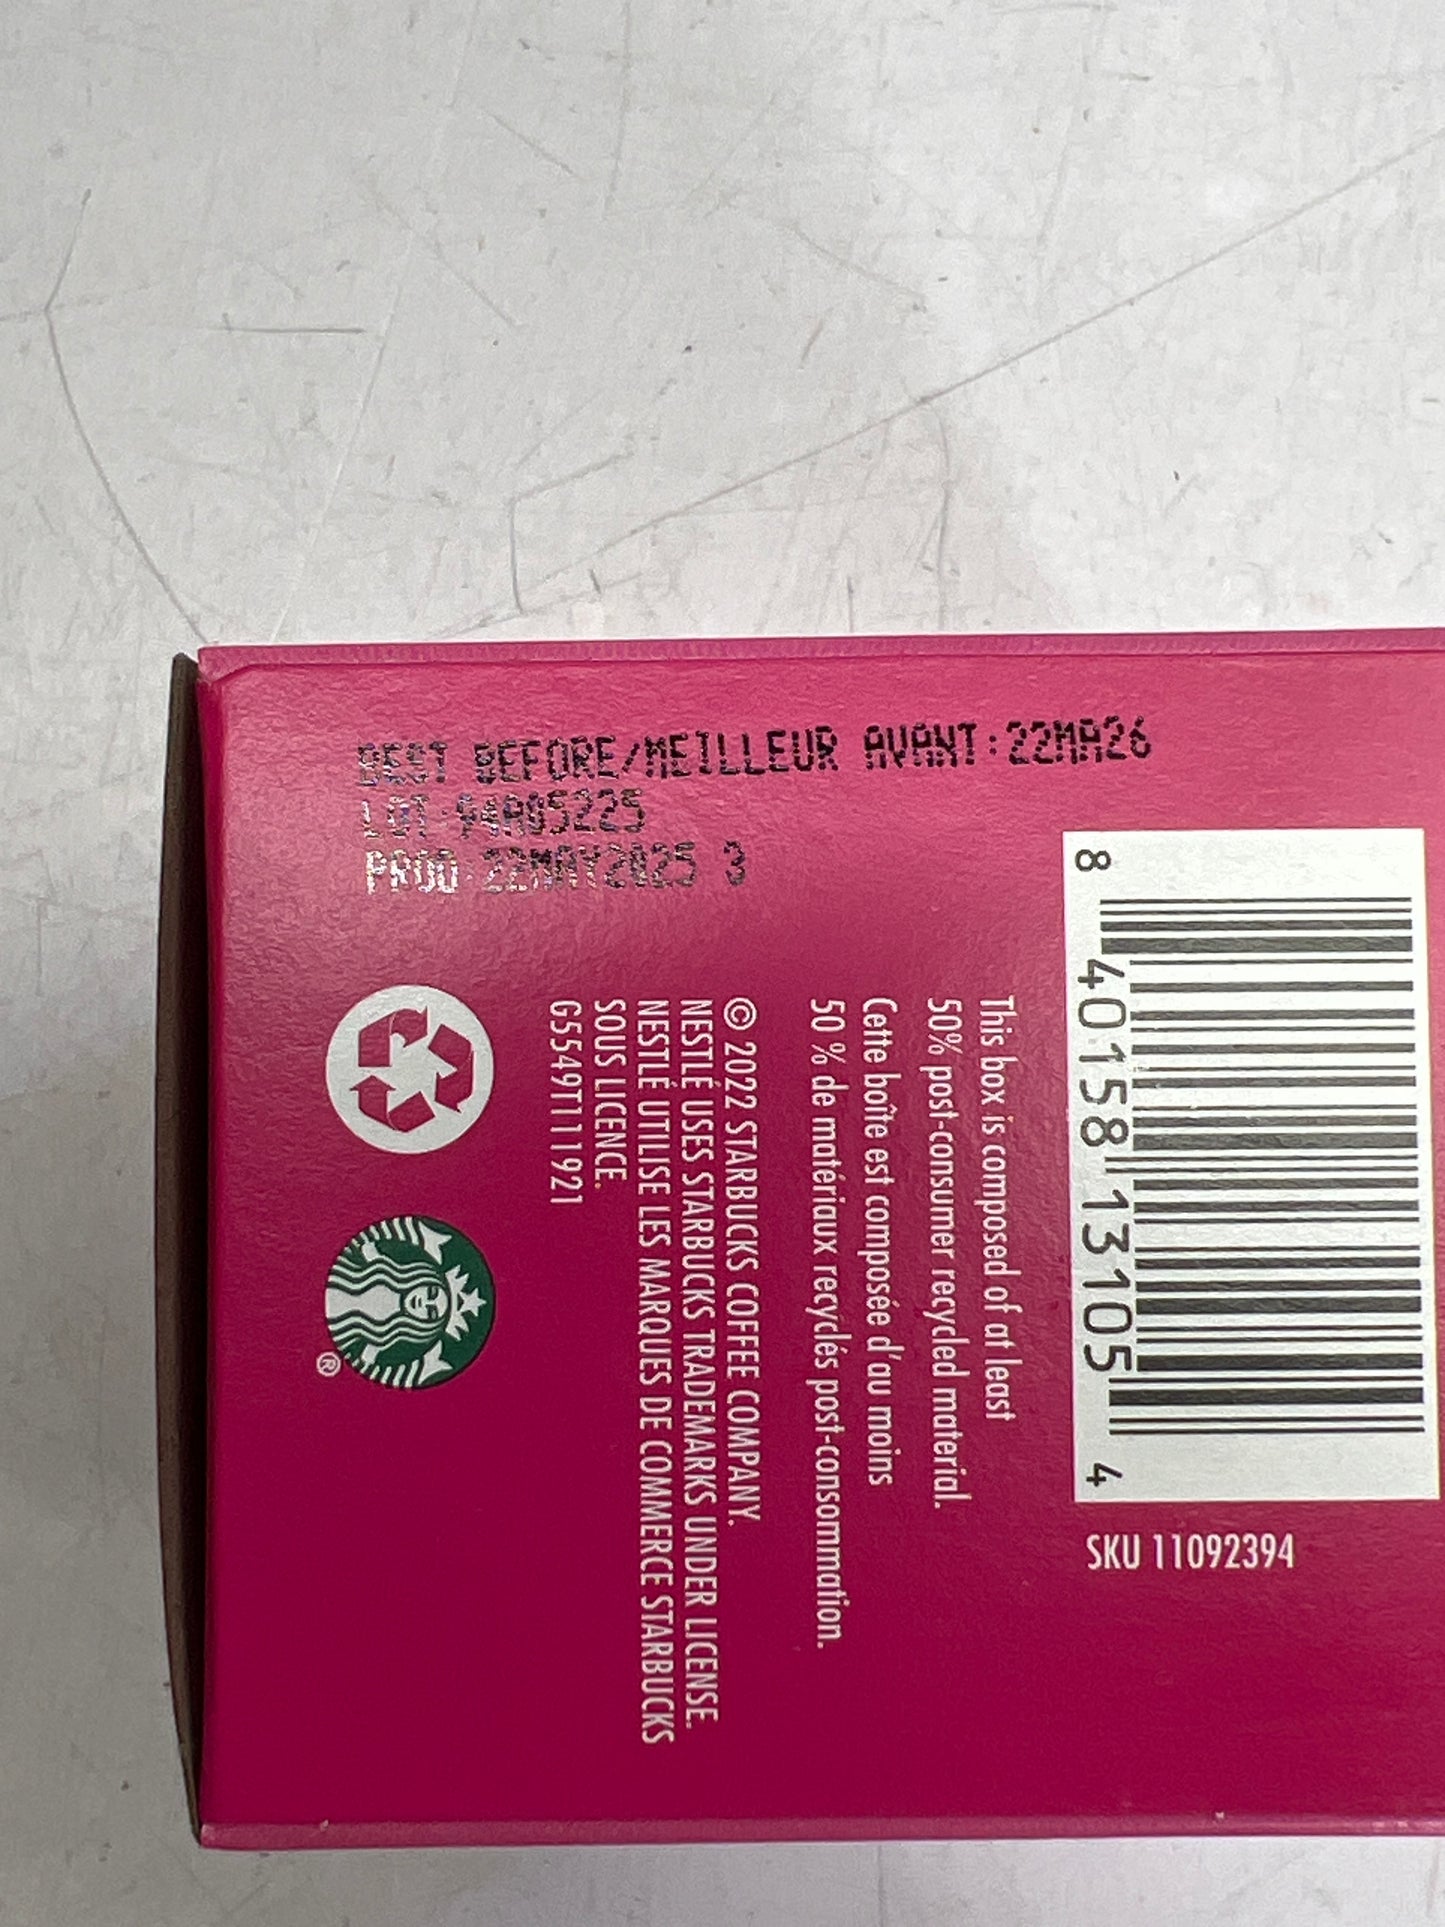 BEST BEFORE/MEILLEUR AVANT:22MA26
LOT:94A05225
PROD:22MAY2025 3
8 40158 13105 4
SKU 11092394
This box is composed of at least
50% post-consumer recycled material.
Cette boîte est composée d'au moins
50 % de matériaux recyclés post-consommation.
© 2022 STARBUCKS COFFEE COMPANY.
NESTLÉ USES STARBUCKS TRADEMARKS UNDER LICENSE.
NESTLÉ UTILISE LES MARQUES DE COMMERCE STARBUCKS
SOUS LICENCE.
G5549T111921
®